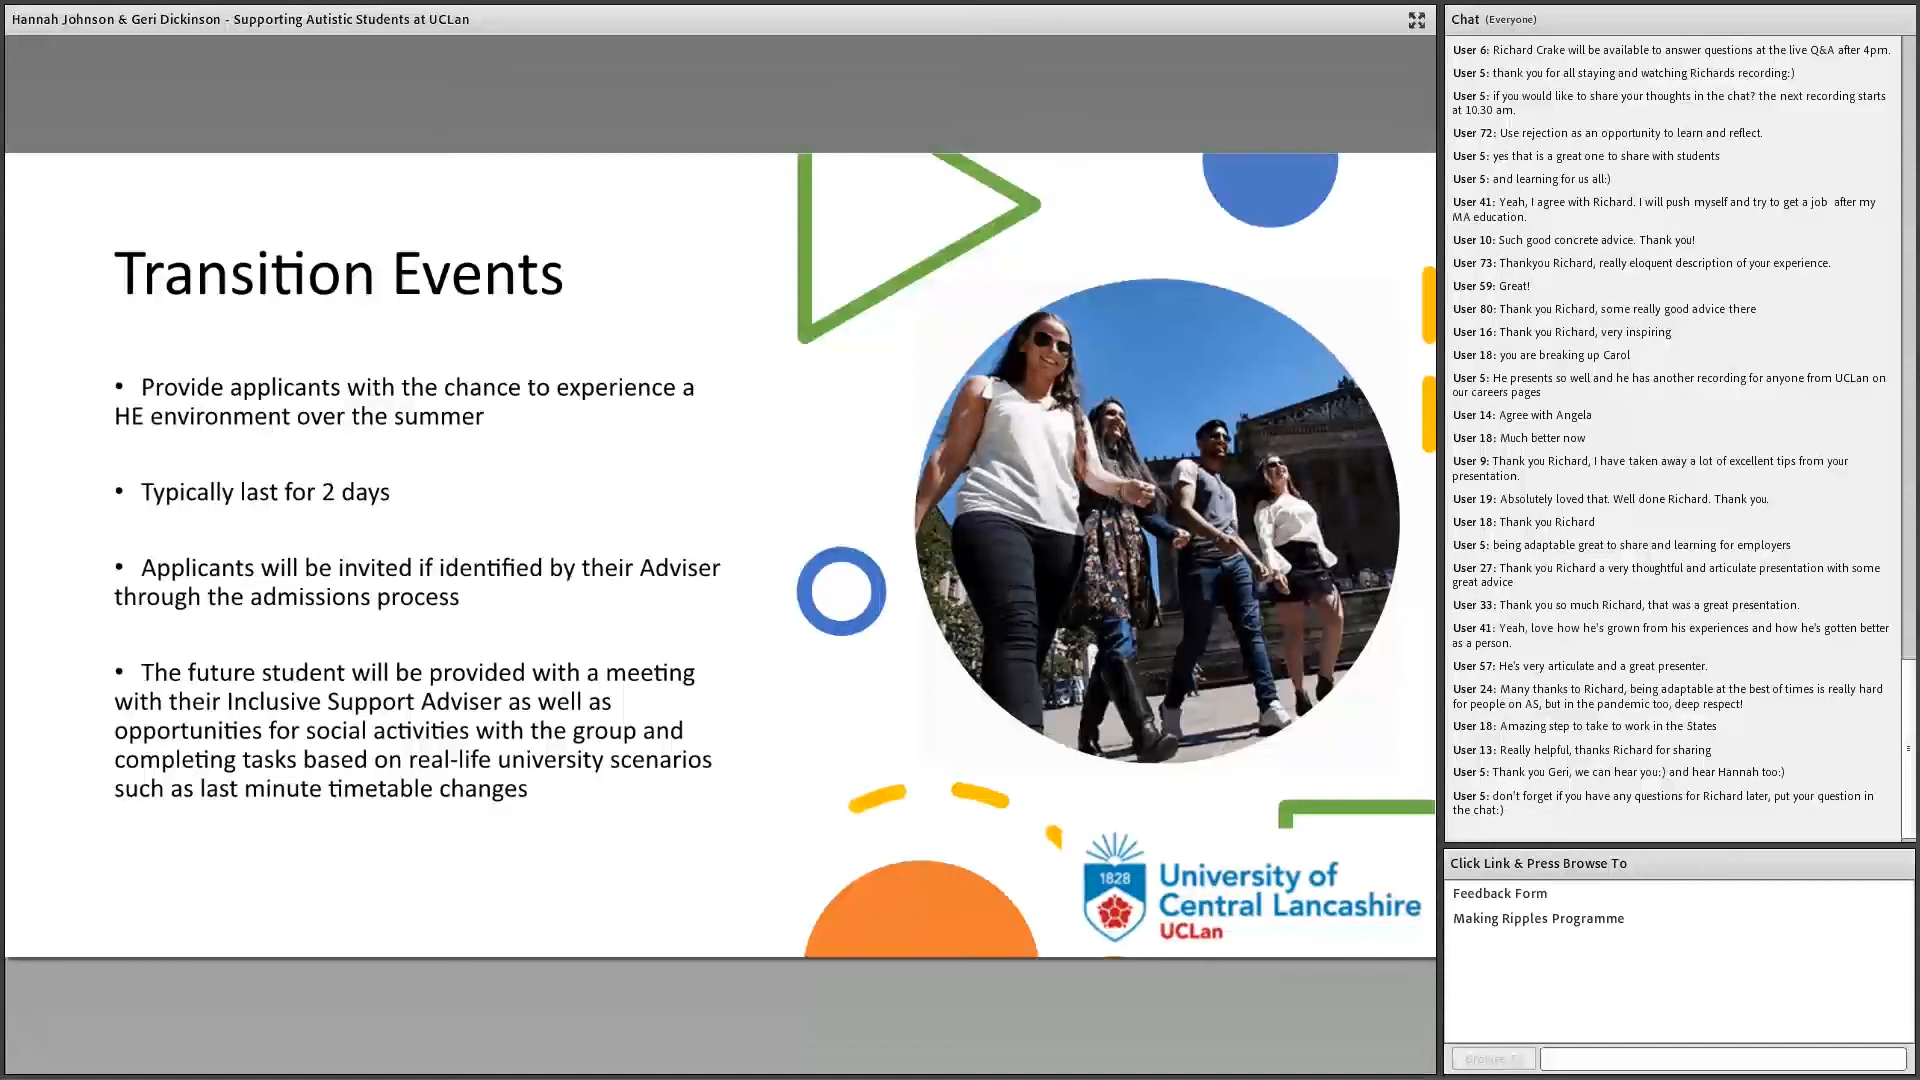 Hannah Johnson & Geri Dickinson - Supporting Autistic Students at UCLan
Transition Events
• Provide applicants with the chance to experience a
HE environment over the summer
• Typically last for 2 days
• Applicants will be invited if identified by their Adviser
through the admissions process
• The future student will be provided with a meeting
with their Inclusive Support Adviser as well as
opportunities for social activities with the group and
completing tasks based on real-life university scenarios
such as last minute timetable changes
1828
University of
Central Lancashire
UCLan
Chat (Everyone)
User 6: Richard Crake will be available to answer questions at the live Q&A after 4pm.
User 5: thank you for all staying and watching Richards recording:)
User 5: if you would like to share your thoughts in the chat? the next recording starts
at 10.30 am.
User 72: Use rejection as an opportunity to learn and reflect.
User 5: yes that is a great one to share with students
User 5: and learning for us all:)
User 41: Yeah, I agree with Richard. I will push myself and try to get a job after my
MA education.
User 10: Such good concrete advice. Thank you!
User 73: Thankyou Richard, really eloquent description of your experience.
User 59: Great!
User 80: Thank you Richard, some really good advice there
User 16: Thank you Richard, very inspiring
User 18: you are breaking up Carol
User 5: He presents so well and he has another recording for anyone from UCLan on
our careers pages
User 14: Agree with Angela
User 18: Much better now
User 9: Thank you Richard, I have taken away a lot of excellent tips from your
presentation.
User 19: Absolutely loved that. Well done Richard. Thank you.
User 18: Thank you Richard
User 5: being adaptable great to share and learning for employers
User 27: Thank you Richard a very thoughtful and articulate presentation with some
great advice
User 33: Thank you so much Richard, that was a great presentation.
User 41: Yeah, love how he's grown from his experiences and how he's gotten better
as a person.
User 57: He's very articulate and a great presenter.
User 24: Many thanks to Richard, being adaptable at the best of times is really hard
for people on AS, but in the pandemic too, deep respect!
User 18: Amazing step to take to work in the States
User 13: Really helpful, thanks Richard for sharing
User 5: Thank you Geri, we can hear you:) and hear Hannah too:)
User 5: don't forget if you have any questions for Richard later, put your question in
the chat:)
Click Link & Press Browse To
Feedback Form
Making Ripples Programme
Browse To